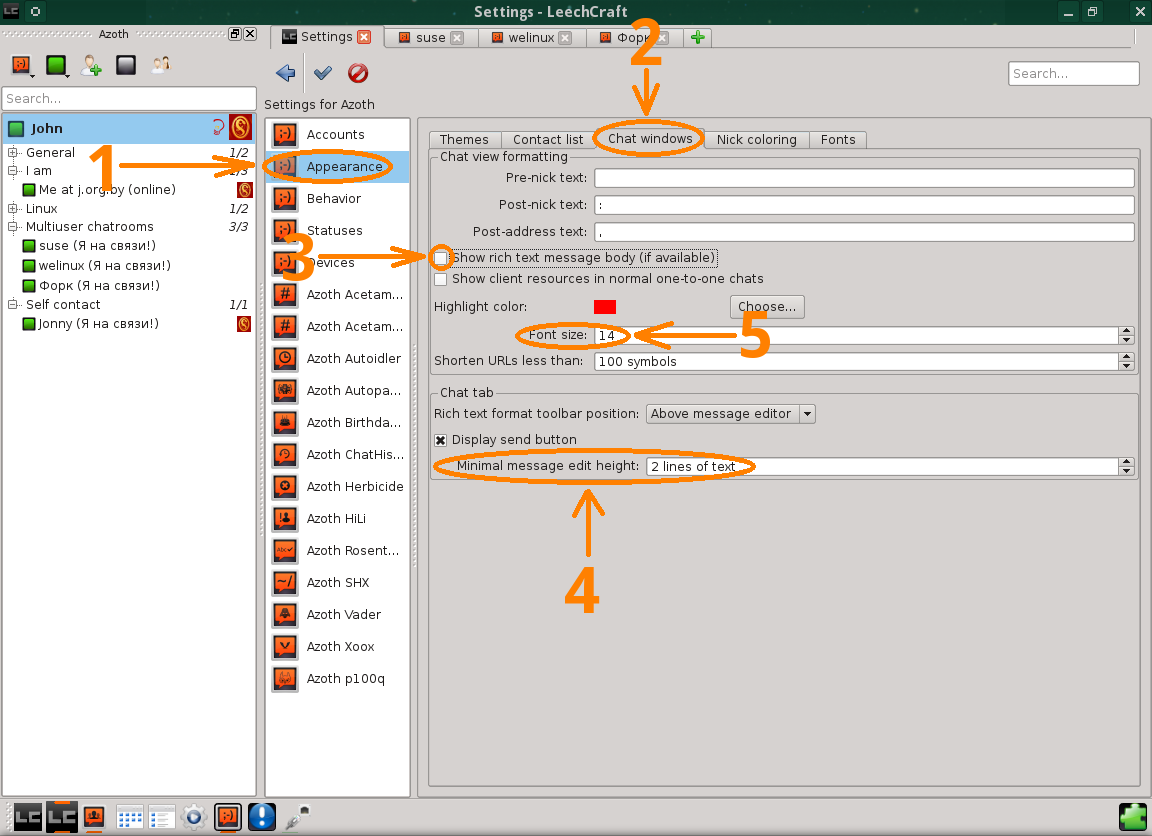 Settings - LeechCraft
Azoth
Settings
suse
welinux
Форк
2
Search...
Search...
Settings for Azoth
John
General 1/2
I am 1/3
Me at j.org.by (online)
Linux 1/2
Multiuser chatrooms 3/3
suse (Я на связи!)
welinux (Я на связи!)
Форк (Я на связи!)
Self contact 1/1
Jonny (Я на связи!)
1
3
Accounts
Appearance
Behavior
Statuses
Devices
Azoth Acetam...
Azoth Acetam...
Azoth Autoidler
Azoth Autopa...
Azoth Birthda...
Azoth ChatHis...
Azoth Herbicide
Azoth HiLi
Azoth Rosent...
Azoth SHX
Azoth Vader
Azoth Xoox
Azoth p100q
Themes
Contact list
Chat windows
Nick coloring
Fonts
Chat view formatting
Pre-nick text:
Post-nick text: :
Post-address text: ,
Show rich text message body (if available)
Show client resources in normal one-to-one chats
Highlight color: Choose...
Font size: 14
5
Shorten URLs less than: 100 symbols
Chat tab
Rich text format toolbar position: Above message editor
Display send button
Minimal message edit height: 2 lines of text
4